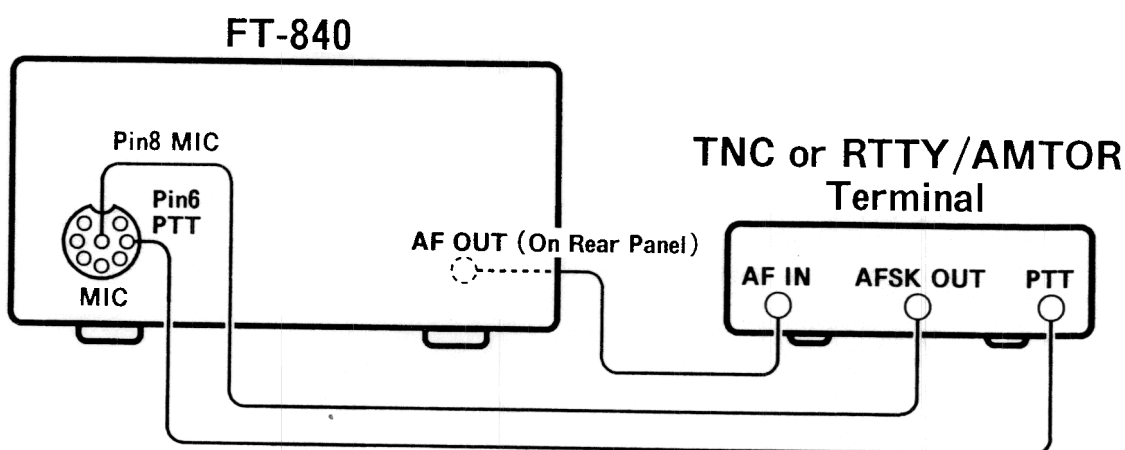 FT-840
Pin8 MIC
Pin6
PTT
MIC
AF OUT (On Rear Panel)
TNC or RTTY/AMTOR
Terminal
AF IN
AFSK OUT
PTT